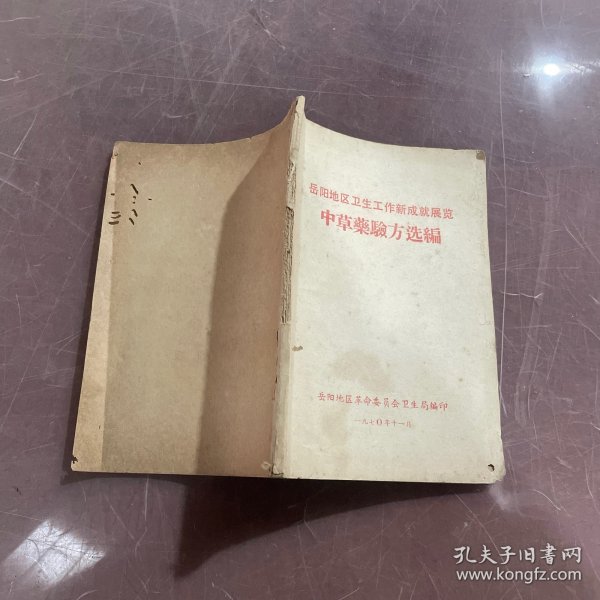 岳阳地区卫生工作新成就展览
中草藥驗方选編
岳阳地区革命委员会卫生局编印
一九七〇年十一月
孔夫子旧书网
www.kongfz.com